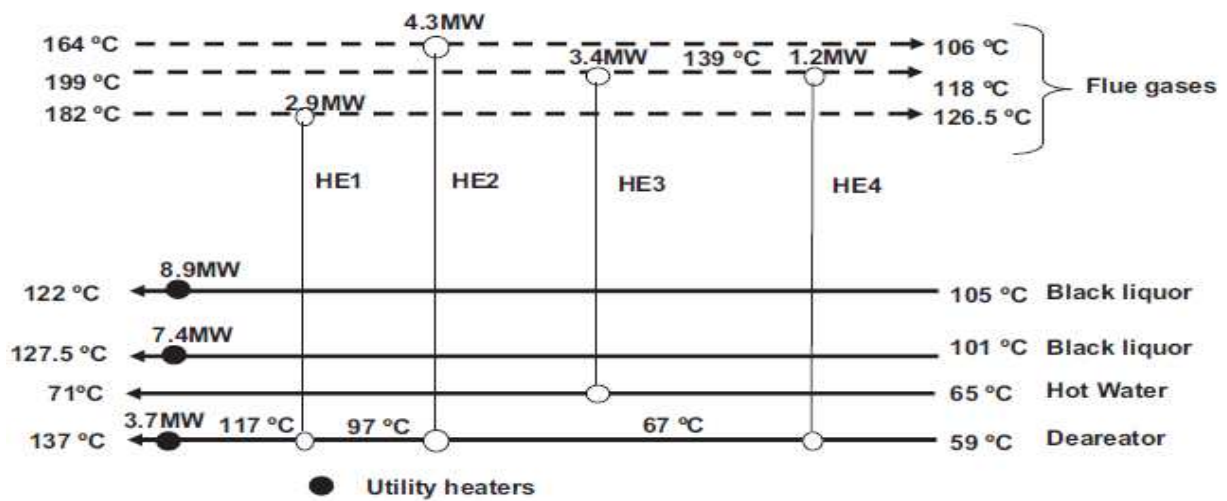 4.3MW
164 ºC
106 ºC
3.4MW 139 ºC 1.2MW
199 ºC
118 ºC
Flue gases
2.9MW
182 ºC
126.5 ºC
HE1
HE2
HE3
HE4
8.9MW
122 ºC
105 ºC Black liquor
7.4MW
127.5 ºC
101 ºC Black liquor
71ºC
65 ºC Hot Water
3.7MW 117 ºC 97 ºC 67 ºC
137 ºC
59 ºC Deareator
Utility heaters